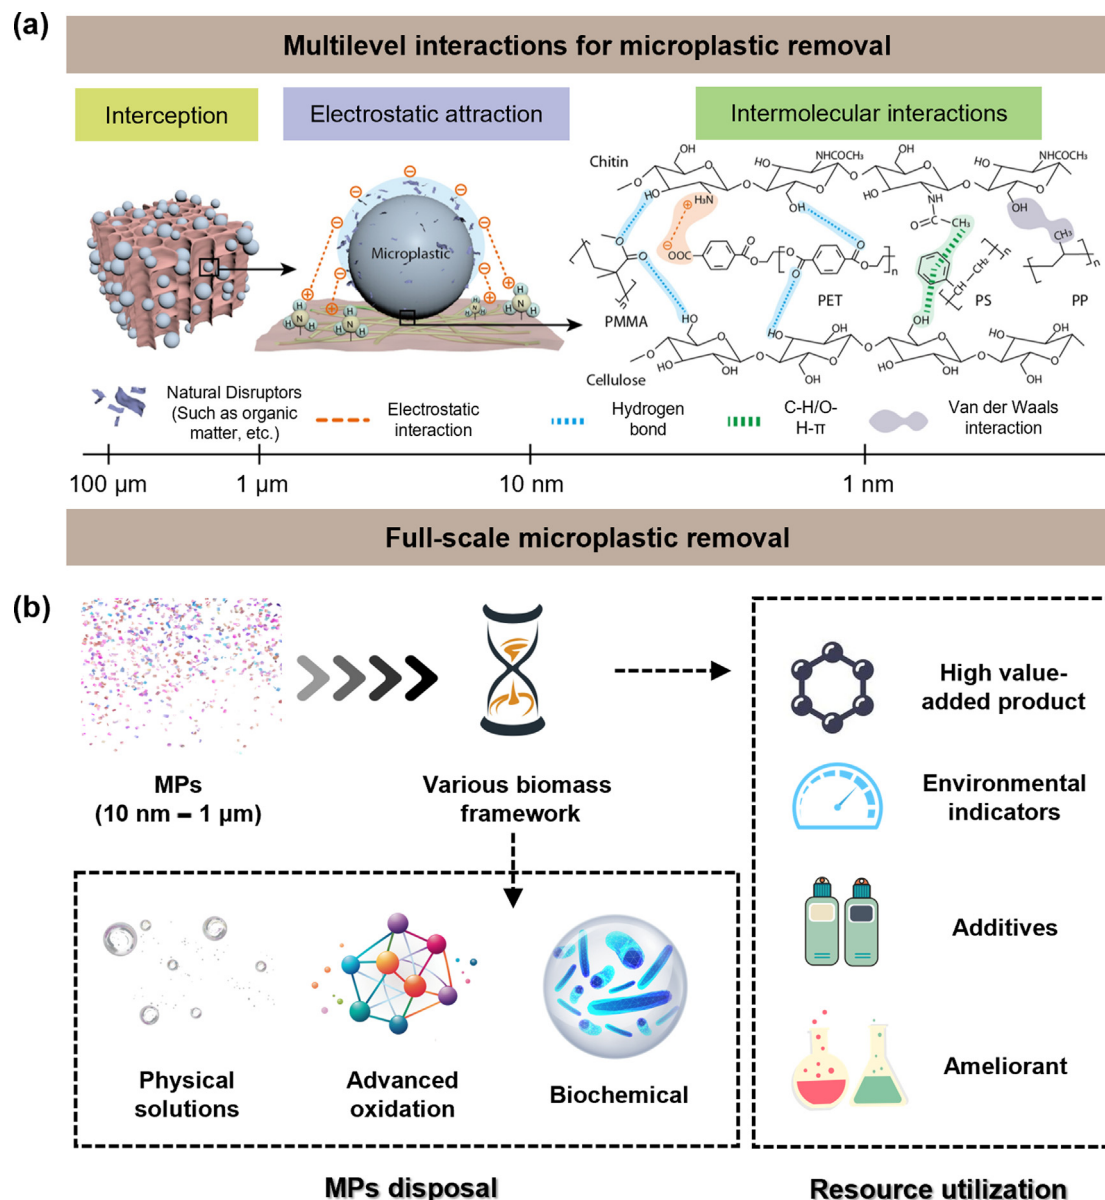 (a)
Multilevel interactions for microplastic removal
Interception
Electrostatic attraction
Intermolecular interactions
Chitin
OH
HO
NHCOCH₃
OH
HO
NHCOCH₃
HO
H₃N
HO
OH
HO
NH
OH
CH₃
CH₃
OOC
Microplastic
PMMA
PET
PS
PP
HO
HO
OH
OH
OH
HO
OH
Cellulose
Natural Disruptors
(Such as organic
matter, etc.)
Electrostatic
interaction
Hydrogen
bond
C-H/O-
H-π
Van der Waals
interaction
100 μm
1 μm
10 nm
1 nm
Full-scale microplastic removal
(b)
MPs
(10 nm – 1 μm)
Various biomass
framework
High value-
added product
Environmental
indicators
Additives
Ameliorant
Physical
solutions
Advanced
oxidation
Biochemical
MPs disposal
Resource utilization